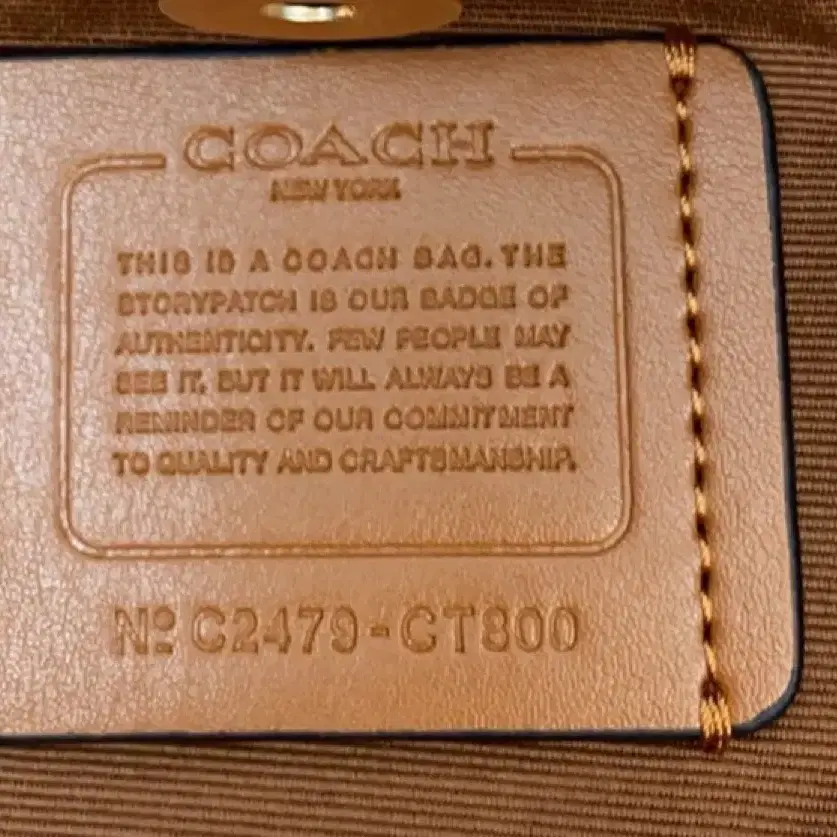 COACH
NEW YORK
THIS IS A COACH BAG. THE
STORYPATCH IS OUR BADGE OF
AUTHENTICITY. FEW PEOPLE MAY
SEE IT, BUT IT WILL ALWAYS BE A
REMINDER OF OUR COMMITMENT
TO QUALITY AND CRAFTSMANSHIP.
Nº C2479-CT800